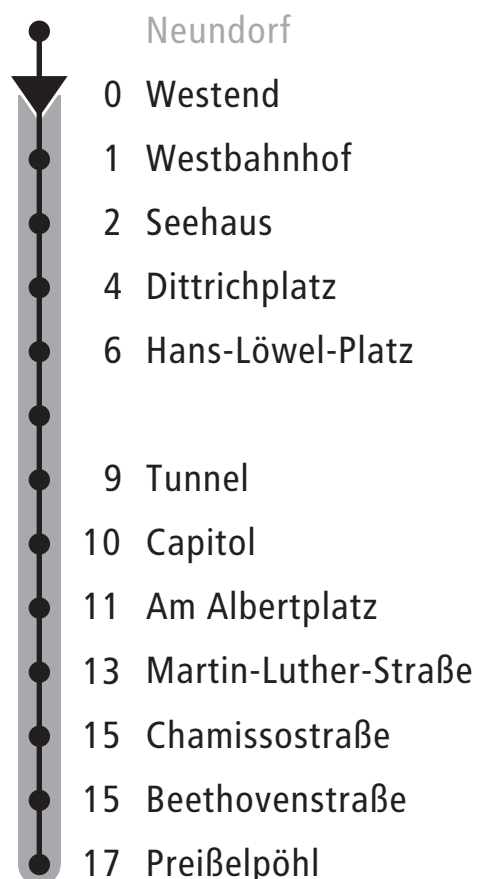 Neundorf
0 Westend
1 Westbahnhof
2 Seehaus
4 Dittrichplatz
6 Hans-Löwel-Platz
9 Tunnel
10 Capitol
11 Am Albertplatz
13 Martin-Luther-Straße
15 Chamissostraße
15 Beethovenstraße
17 Preißelpöhl